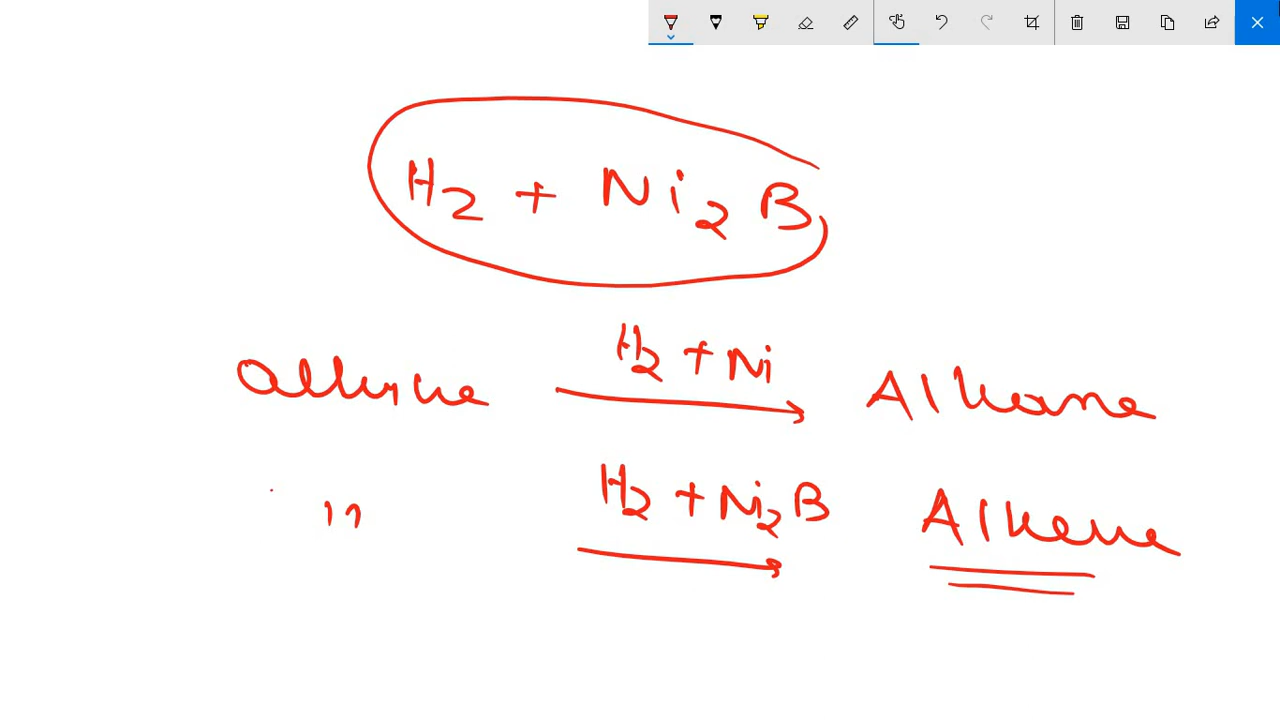 H2 + Ni2B
alkyne H2 + Ni Alkane
,, H2 + Ni2B Alkene